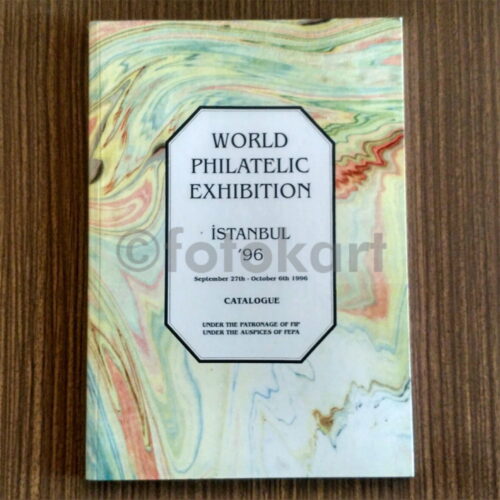 WORLD
PHILATELIC
EXHIBITION
İSTANBUL
'96
©fotokart
September 27th - October 6th 1996
CATALOGUE
UNDER THE PATRONAGE OF FIP
UNDER THE AUSPICES OF FEPA